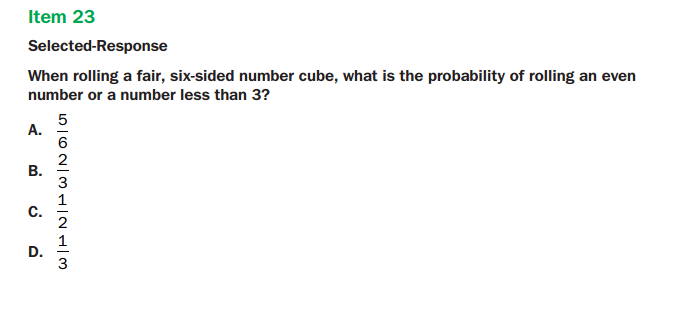 Item 23
Selected-Response
When rolling a fair, six-sided number cube, what is the probability of rolling an even
number or a number less than 3?
A. 5/6
B. 2/3
C. 1/2
D. 1/3